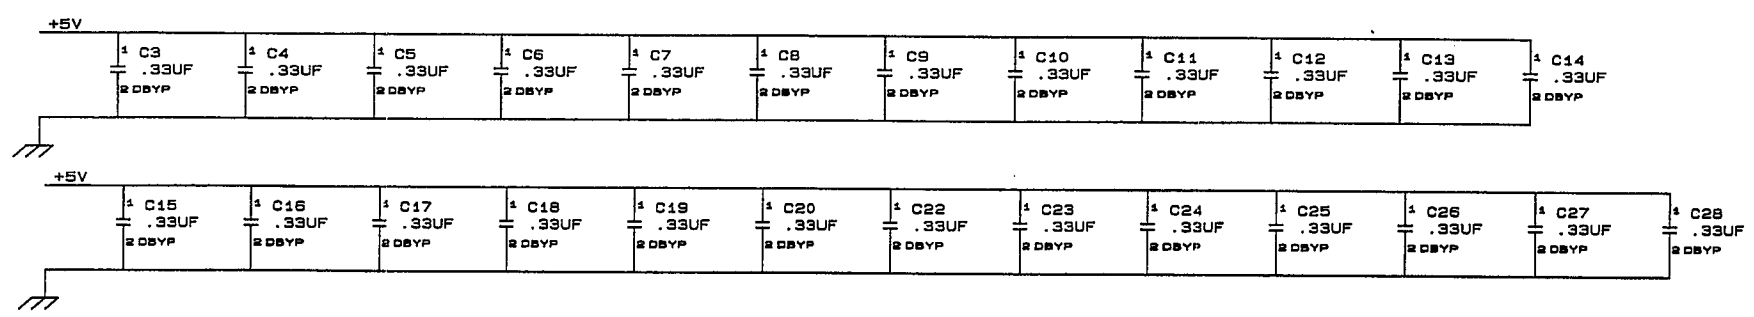 +5V
1 C3 1 C4 1 C5 1 C6 1 C7 1 C8 1 C9 1 C10 1 C11 1 C12 1 C13 1 C14
.33UF .33UF .33UF .33UF .33UF .33UF .33UF .33UF .33UF .33UF .33UF .33UF
2 DBYP 2 DBYP 2 DBYP 2 DBYP 2 DBYP 2 DBYP 2 DBYP 2 DBYP 2 DBYP 2 DBYP 2 DBYP 2 DBYP
+5V
1 C15 1 C16 1 C17 1 C18 1 C19 1 C20 1 C22 1 C23 1 C24 1 C25 1 C26 1 C27 1 C28
.33UF .33UF .33UF .33UF .33UF .33UF .33UF .33UF .33UF .33UF .33UF .33UF .33UF
2 DBYP 2 DBYP 2 DBYP 2 DBYP 2 DBYP 2 DBYP 2 DBYP 2 DBYP 2 DBYP 2 DBYP 2 DBYP 2 DBYP 2 DBYP